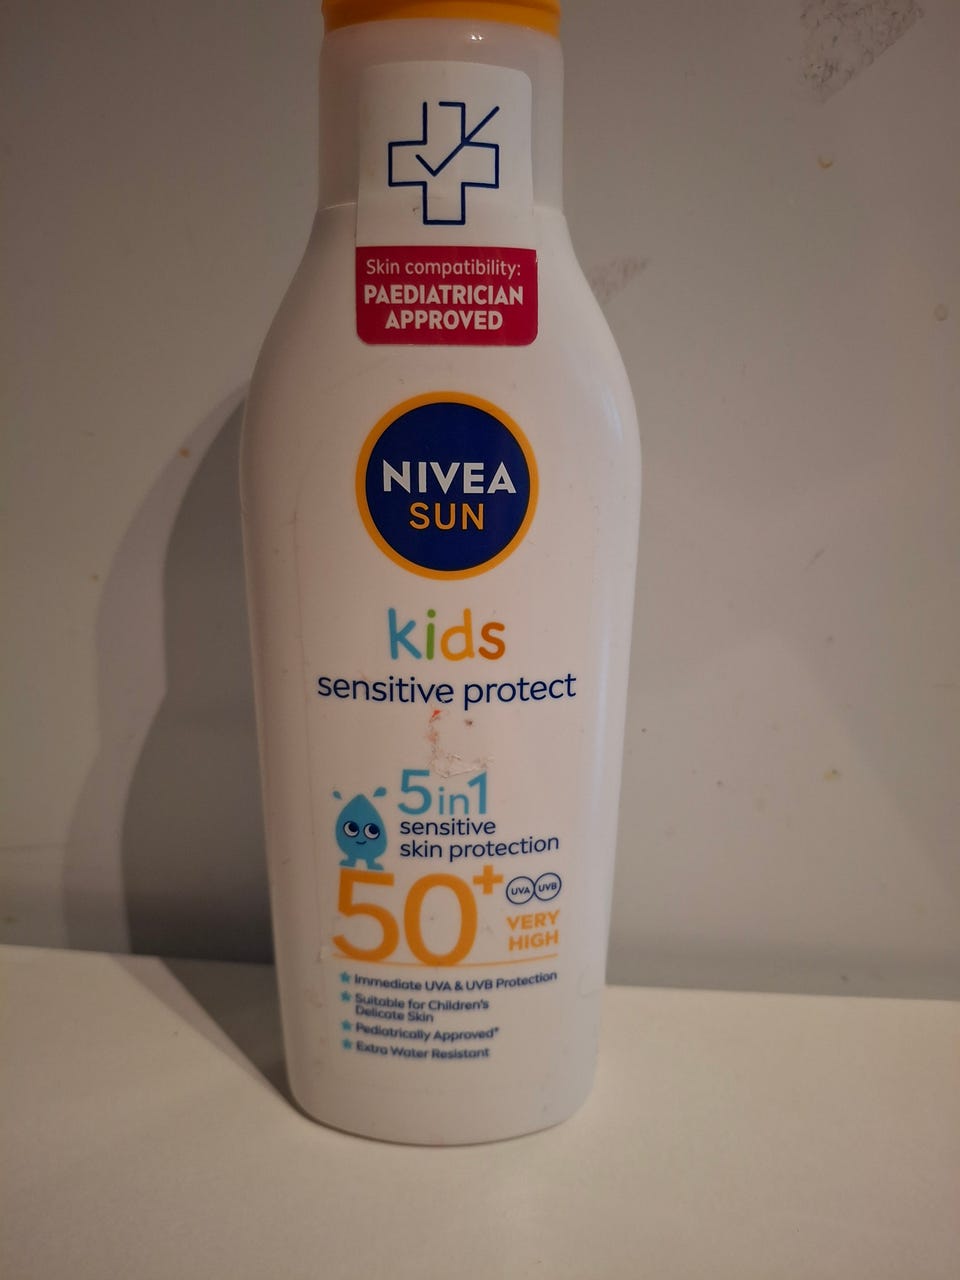 Skin compatibility:
PAEDIATRICIAN
APPROVED
NIVEA
SUN
kids
sensitive protect
5in1
sensitive
skin protection
50+ UVA UVB
VERY
HIGH
Immediate UVA & UVB Protection
Suitable for Children's
Delicate Skin
Pediatrically Approved*
Extra Water Resistant